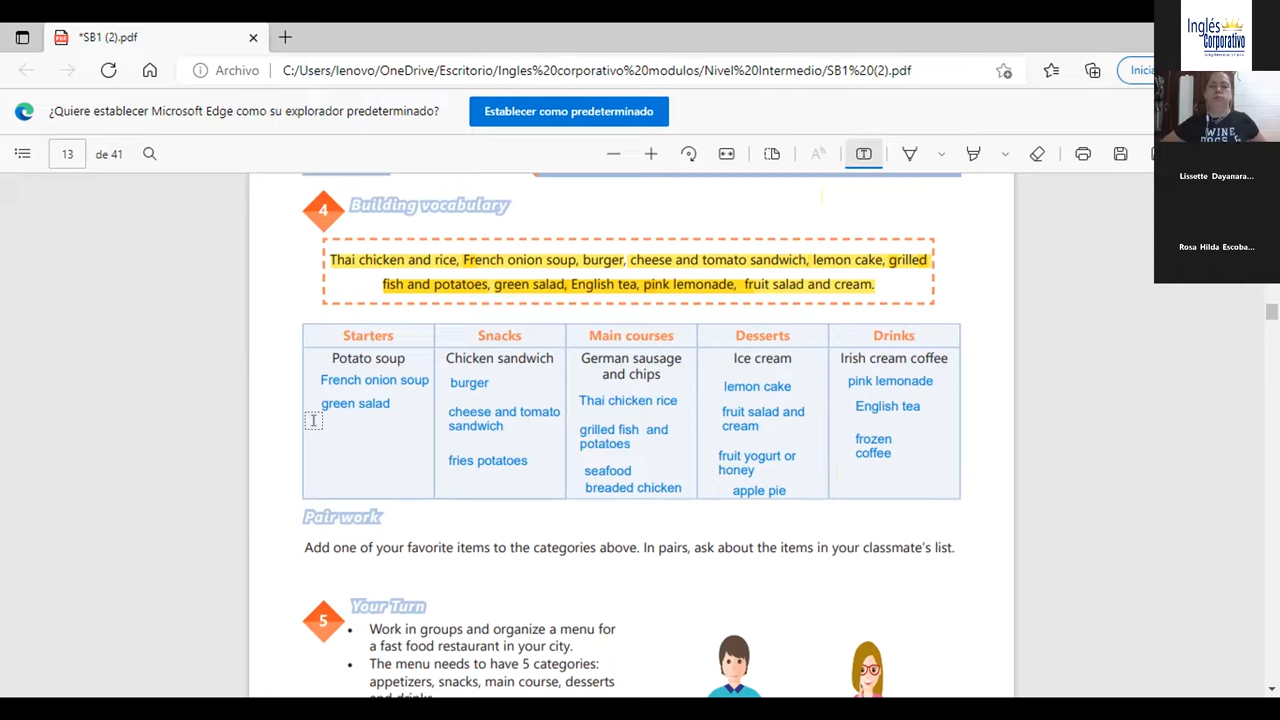 *SB1 (2).pdf
Inglés
Corporativo
Archivo
C:/Users/lenovo/OneDrive/Escritorio/Ingles%20corporativo%20modulos/Nivel%20Intermedio/SB1%20(2).pdf
Inicia
¿Quiere establecer Microsoft Edge como su explorador predeterminado?
Establecer como predeterminado
WINE
DOGS
13
de 41
Lissette Dayanara...
Rosa Hilda Escoba...
4
Building vocabulary
Thai chicken and rice, French onion soup, burger, cheese and tomato sandwich, lemon cake, grilled
fish and potatoes, green salad, English tea, pink lemonade, fruit salad and cream.
Starters
Snacks
Main courses
Desserts
Drinks
Potato soup
French onion soup
green salad
Chicken sandwich
burger
cheese and tomato
sandwich
fries potatoes
German sausage
and chips
Thai chicken rice
grilled fish and
potatoes
seafood
breaded chicken
Ice cream
lemon cake
fruit salad and
cream
fruit yogurt or
honey
apple pie
Irish cream coffee
pink lemonade
English tea
frozen
coffee
Pair work
Add one of your favorite items to the categories above. In pairs, ask about the items in your classmate's list.
5
Your Turn
• Work in groups and organize a menu for
a fast food restaurant in your city.
• The menu needs to have 5 categories:
appetizers, snacks, main course, desserts
and drinks